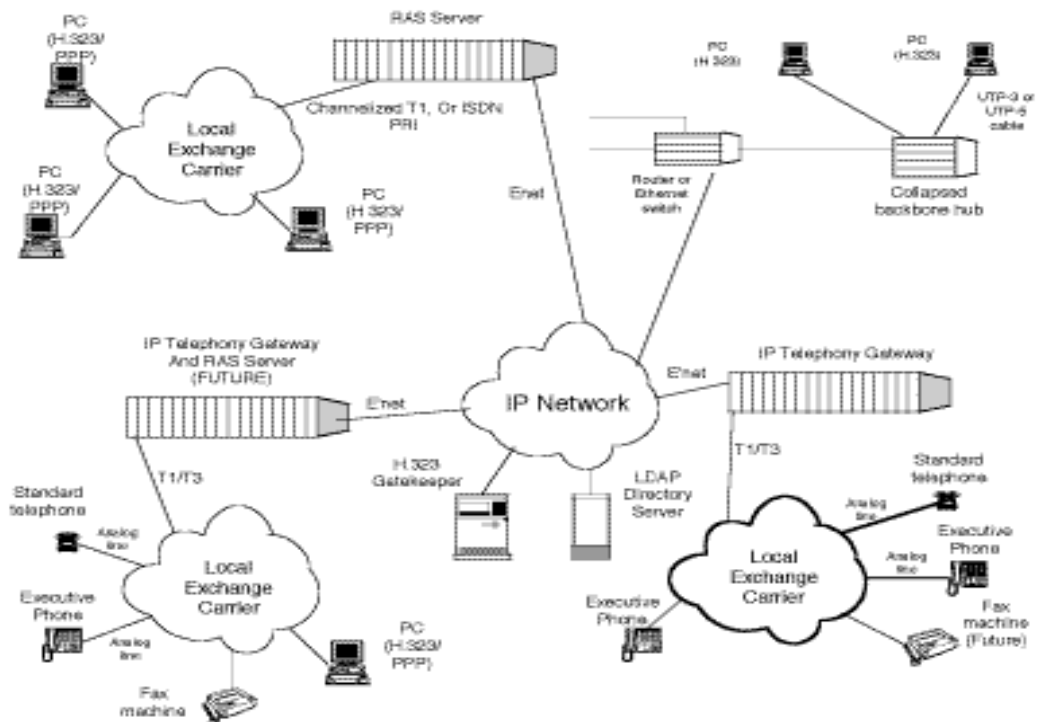 PC
(H.323/
PPP)
RAS Server
PC
(H.323)
PC
(H.323)
UTP-3 or
UTP-5
cable
Channelized T1, Or ISDN
PRI
Local
Exchange
Carrier
PC
(H.323/
PPP)
PC
(H.323/
PPP)
Enet
Router or
Ethernet
switch
Collapsed
backbone hub
IP Telephony Gateway
And RAS Server
(FUTURE)
E'net
IP Network
E'net
IP Telephony Gateway
T1/T3
H.323
Gatekeeper
LDAP
Directory
Server
T1/T3
Standard
telephone
Analog
line
Local
Exchange
Carrier
Executive
Phone
Analog
line
Fax
machine
PC
(H.323/
PPP)
Standard
telephone
Analog
line
Executive
Phone
Analog
line
Local
Exchange
Carrier
Executive
Phone
Fax
machine
(Future)